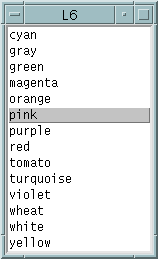 L6
cyan
gray
green
magenta
orange
pink
purple
red
tomato
turquoise
violet
wheat
white
yellow